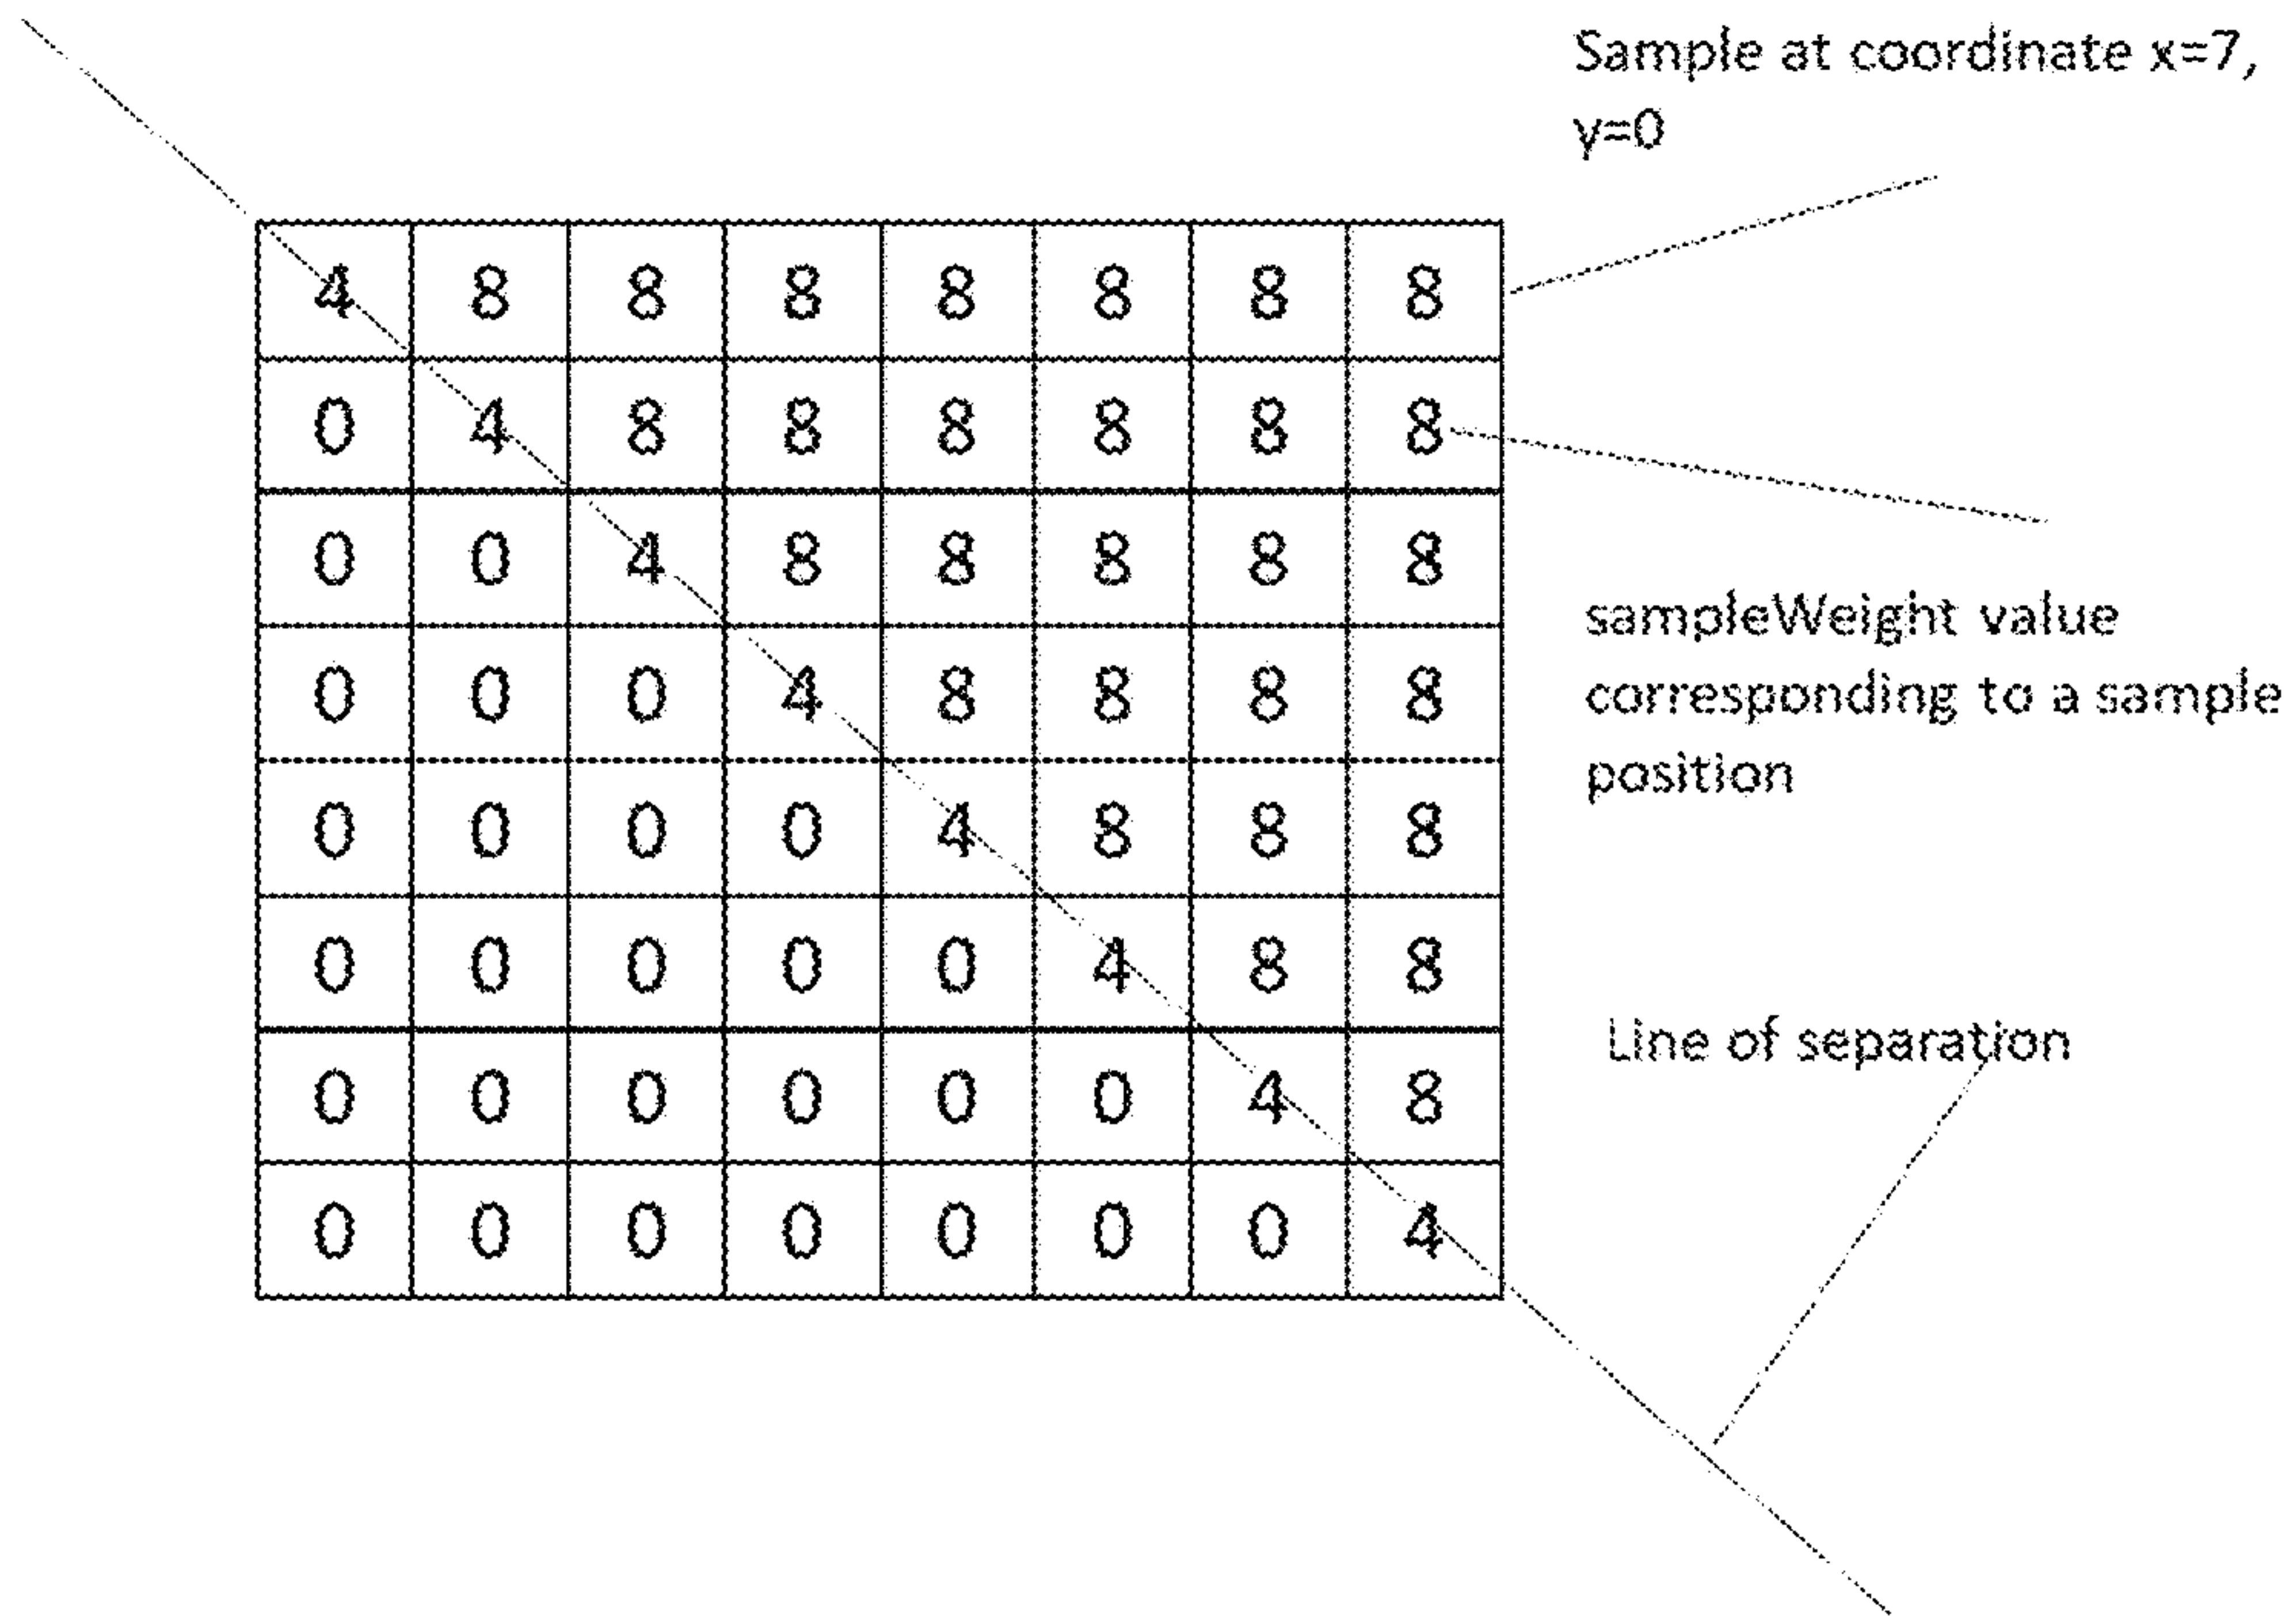 Sample at coordinate x=7,
y=0
4 8 8 8 8 8 8 8
0 4 8 8 8 8 8 8
0 0 4 8 8 8 8 8
0 0 0 4 8 8 8 8
0 0 0 0 4 8 8 8
0 0 0 0 0 4 8 8
0 0 0 0 0 0 4 8
0 0 0 0 0 0 0 4
sampleWeight value
corresponding to a sample
position
Line of separation